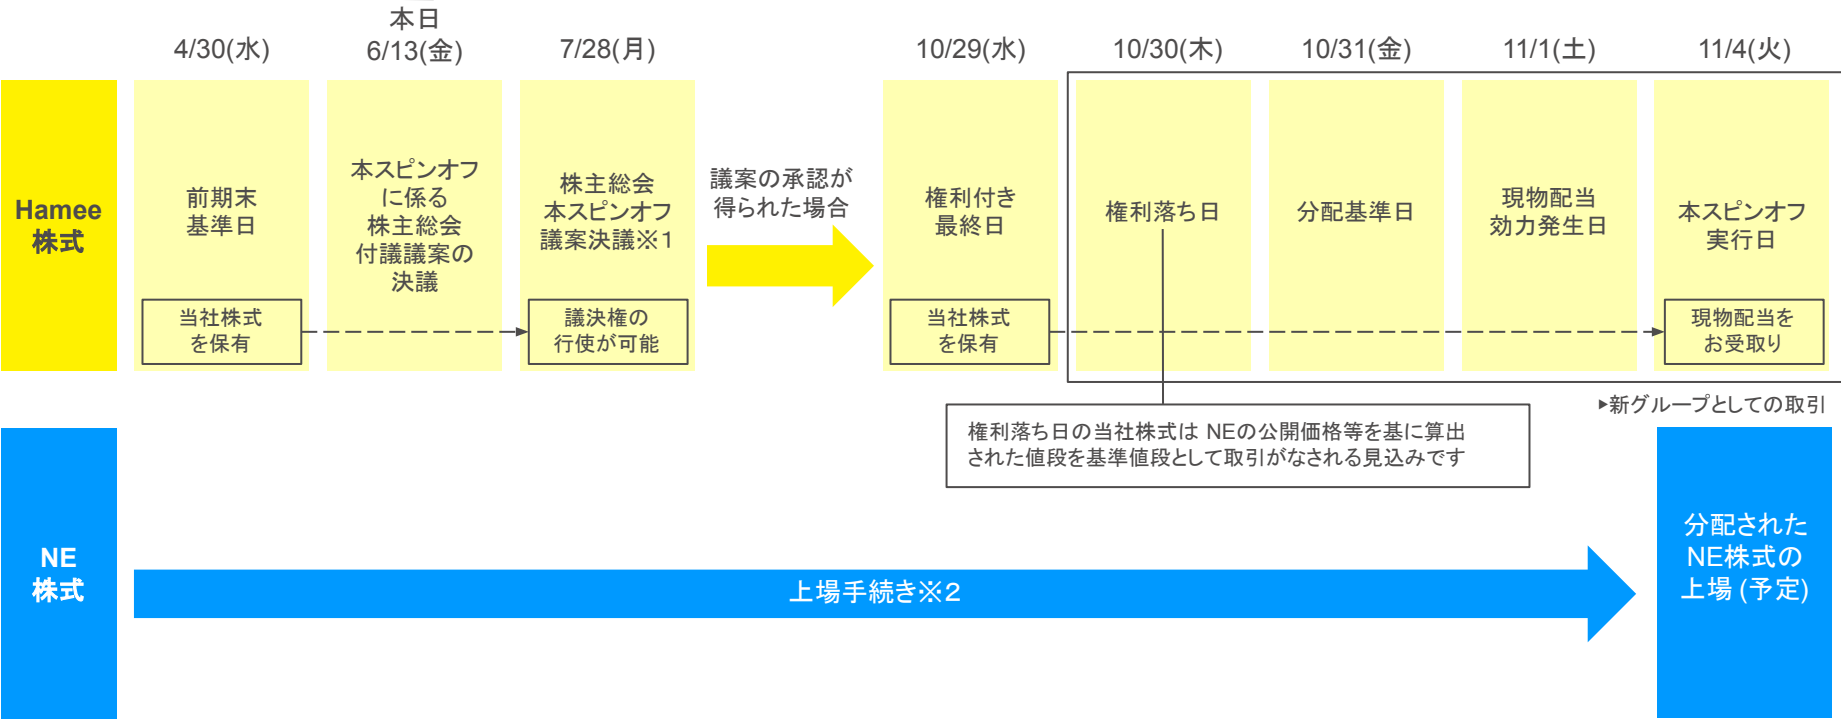 本日
4/30(水)
6/13(金)
7/28(月)
10/29(水)
10/30(木)
10/31(金)
11/1(土)
11/4(火)
Hamee
株式
前期末
基準日
当社株式
を保有
本スピンオフ
に係る
株主総会
付議議案の
決議
株主総会
本スピンオフ
議案決議※1
議決権の
行使が可能
議案の承認が
得られた場合
権利付き
最終日
当社株式
を保有
権利落ち日
分配基準日
現物配当
効力発生日
本スピンオフ
実行日
現物配当を
お受取り
▶新グループとしての取引
権利落ち日の当社株式は NEの公開価格等を基に算出
された値段を基準値段として取引がなされる見込みです
NE
株式
上場手続き※2
分配された
NE株式の
上場 (予定)